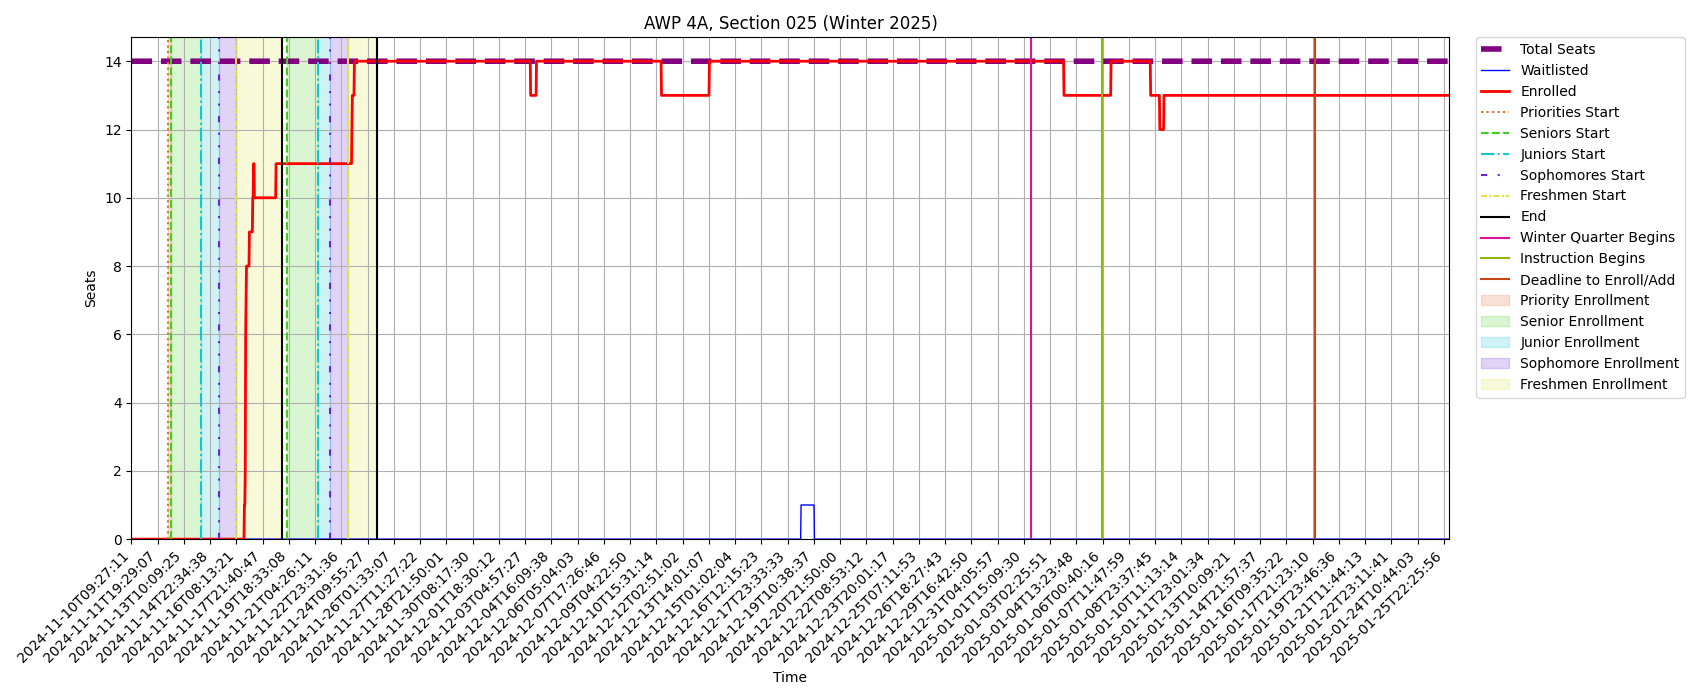 AWP 4A, Section 025 (Winter 2025)
Seats
14
12
10
8
6
4
2
0
2024-11-10T09:27:11
2024-11-11T19:29:07
2024-11-13T10:09:25
2024-11-14T22:34:38
2024-11-16T08:13:21
2024-11-17T21:40:47
2024-11-19T18:33:08
2024-11-21T04:26:11
2024-11-22T23:31:36
2024-11-24T09:55:27
2024-11-26T01:33:07
2024-11-27T11:27:22
2024-11-28T21:50:01
2024-11-30T08:17:30
2024-12-01T18:30:12
2024-12-03T04:57:27
2024-12-04T16:09:38
2024-12-06T05:04:03
2024-12-07T17:26:46
2024-12-09T04:22:50
2024-12-10T15:31:14
2024-12-12T02:51:02
2024-12-13T14:01:07
2024-12-15T01:02:04
2024-12-16T12:15:23
2024-12-17T23:33:33
2024-12-19T10:38:37
2024-12-20T21:50:00
2024-12-22T08:53:12
2024-12-23T20:01:17
2024-12-25T07:11:53
2024-12-26T18:27:43
2024-12-29T16:42:50
2024-12-31T04:05:57
2025-01-01T15:09:30
2025-01-03T02:25:51
2025-01-04T13:23:48
2025-01-06T00:40:16
2025-01-07T11:47:59
2025-01-08T23:37:45
2025-01-10T11:13:14
2025-01-11T23:01:34
2025-01-13T10:09:21
2025-01-14T21:57:37
2025-01-16T09:35:22
2025-01-17T21:23:10
2025-01-19T23:46:36
2025-01-21T11:44:13
2025-01-22T23:11:41
2025-01-24T10:44:03
2025-01-25T22:25:56
Time
Total Seats
Waitlisted
Enrolled
Priorities Start
Seniors Start
Juniors Start
Sophomores Start
Freshmen Start
End
Winter Quarter Begins
Instruction Begins
Deadline to Enroll/Add
Priority Enrollment
Senior Enrollment
Junior Enrollment
Sophomore Enrollment
Freshmen Enrollment